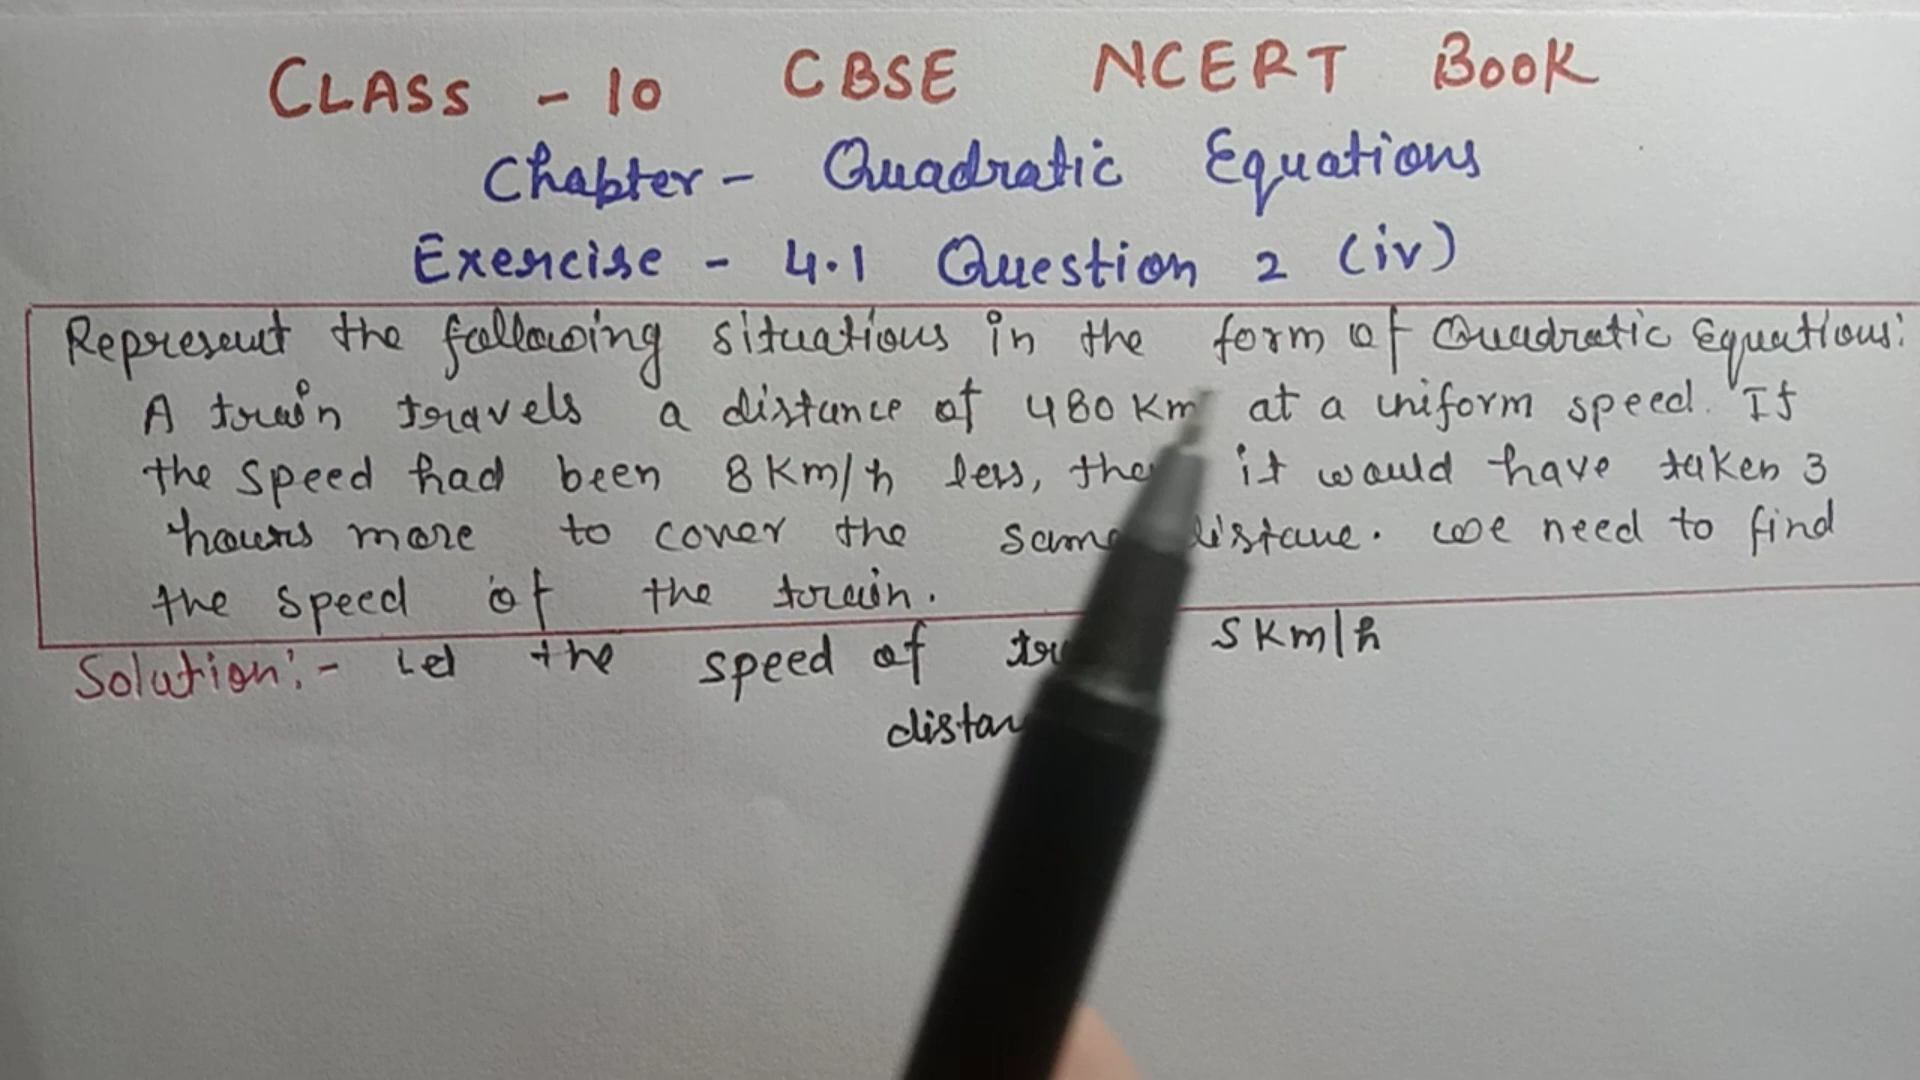 CLASS - 10 CBSE NCERT BOOK
Chapter - Quadratic Equations
Exercise - 4.1 Question 2 (iv)
Represent the following situations in the form of Quadratic Equations:
A train travels a distance of 480 Km at a uniform speed. If
the speed had been 8 Km/h less, it would have taken 3
hours more to cover the same. we need to find
the speed of the train.
Solution:- Let the speed of S Km/h